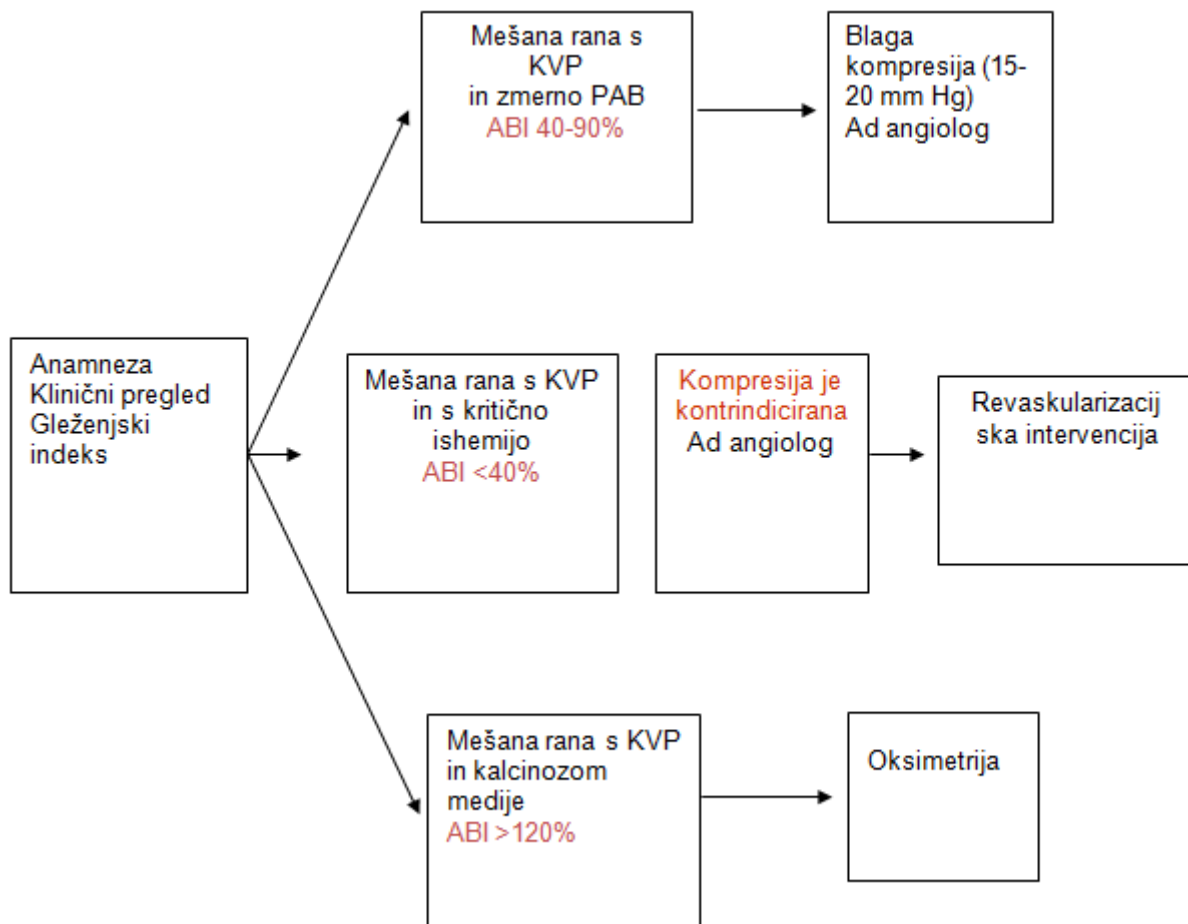 Anamneza
Klinični pregled
Gleženjski
indeks
Mešana rana s
KVP
in zmerno PAB
ABI 40-90%
Blaga
kompresija (15-
20 mm Hg)
Ad angiolog
Mešana rana s KVP
in s kritično
ishemijo
ABI <40%
Kompresija je
kontrindicirana
Ad angiolog
Revaskularizacij
ska intervencija
Mešana rana s KVP
in kalcinozom
medije
ABI >120%
Oksimetrija